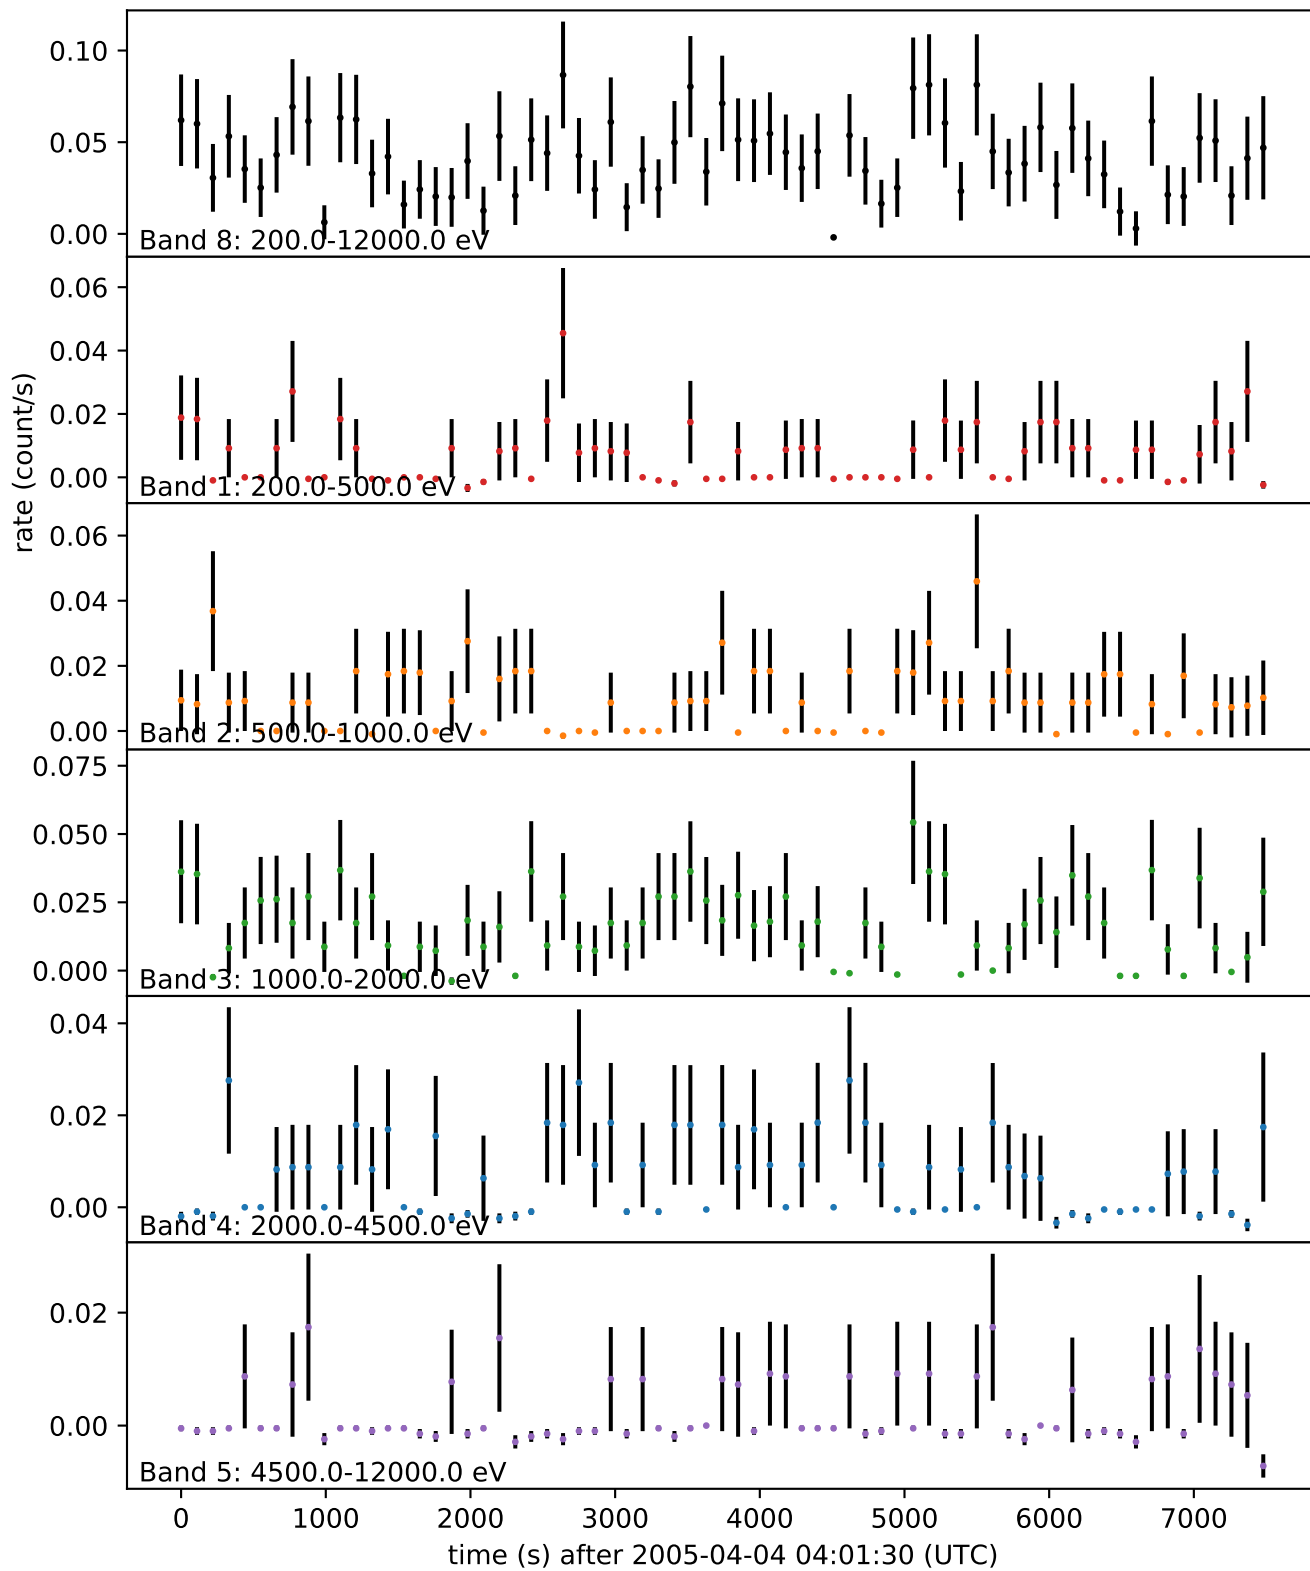 0.10
0.05
0.00
Band 8: 200.0-12000.0 eV
0.06
0.04
0.02
0.00
Band 1: 200.0-500.0 eV
rate (count/s)
0.06
0.04
0.02
0.00
Band 2: 500.0-1000.0 eV
0.075
0.050
0.025
0.000
Band 3: 1000.0-2000.0 eV
0.04
0.02
0.00
Band 4: 2000.0-4500.0 eV
0.02
0.00
Band 5: 4500.0-12000.0 eV
0 1000 2000 3000 4000 5000 6000 7000
time (s) after 2005-04-04 04:01:30 (UTC)